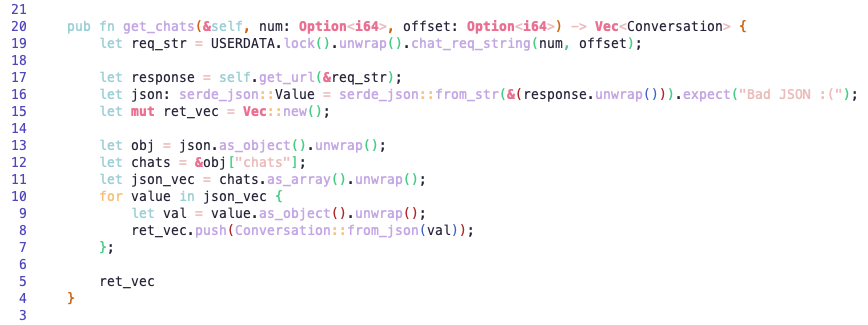 21
20     pub fn get_chats(&self, num: Option<i64>, offset: Option<i64>) -> Vec<Conversation> {
19         let req_str = USERDATA.lock().unwrap().chat_req_string(num, offset);
18
17         let response = self.get_url(&req_str);
16         let json: serde_json::Value = serde_json::from_str(&(response.unwrap())).expect("Bad JSON :(");
15         let mut ret_vec = Vec::new();
14
13         let obj = json.as_object().unwrap();
12         let chats = &obj["chats"];
11         let json_vec = chats.as_array().unwrap();
10         for value in json_vec {
9             let val = value.as_object().unwrap();
8             ret_vec.push(Conversation::from_json(val));
7         };
6
5         ret_vec
4     }
3